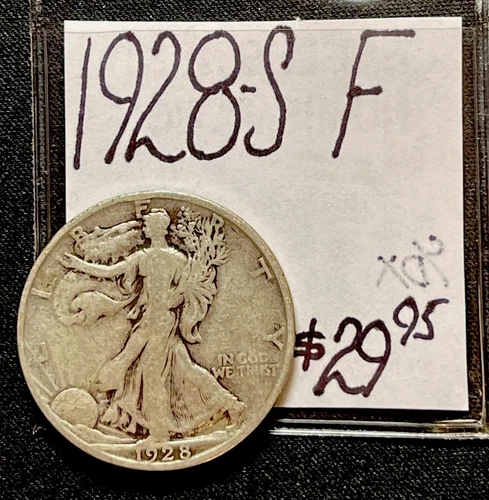 1928-S F
$29 95
LIBERTY
IN GOD
WE TRUST
1928